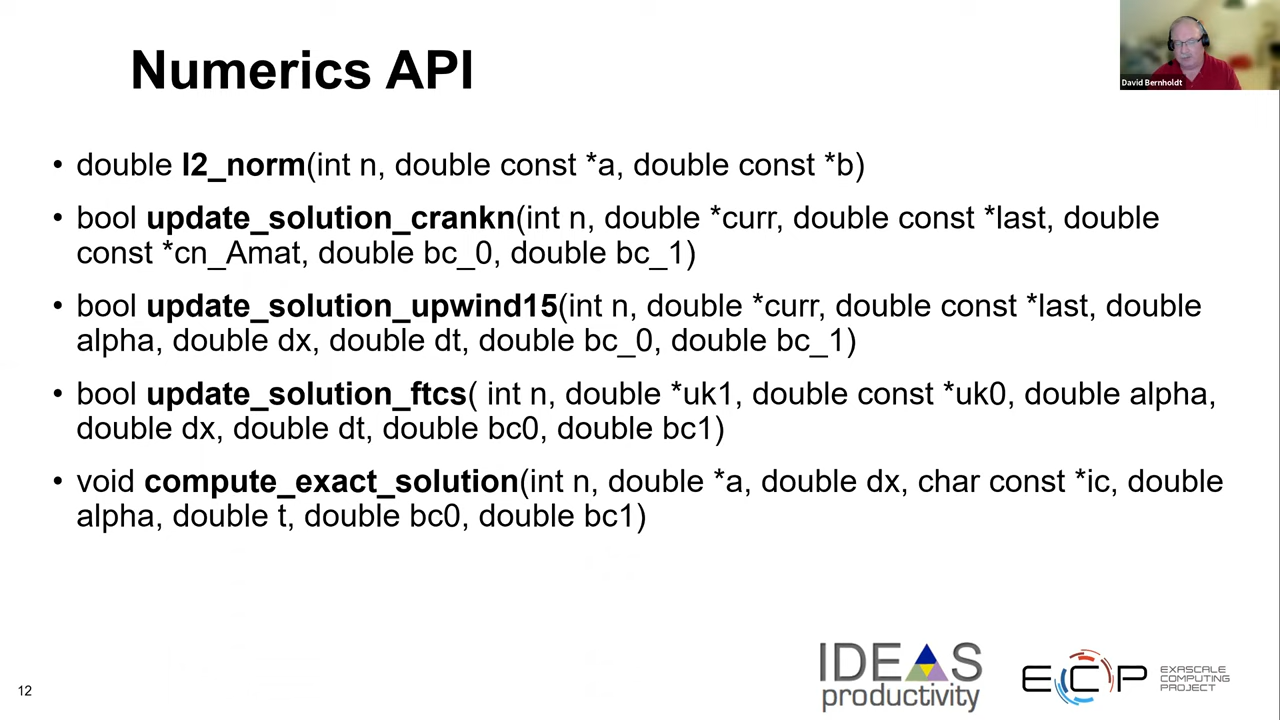 Numerics API
David Bernholdt
• double l2_norm(int n, double const *a, double const *b)
• bool update_solution_crankn(int n, double *curr, double const *last, double
const *cn_Amat, double bc_0, double bc_1)
• bool update_solution_upwind15(int n, double *curr, double const *last, double
alpha, double dx, double dt, double bc_0, double bc_1)
• bool update_solution_ftcs( int n, double *uk1, double const *uk0, double alpha,
double dx, double dt, double bc0, double bc1)
• void compute_exact_solution(int n, double *a, double dx, char const *ic, double
alpha, double t, double bc0, double bc1)
12
IDEAS
productivity
ECP
EXASCALE
COMPUTING
PROJECT